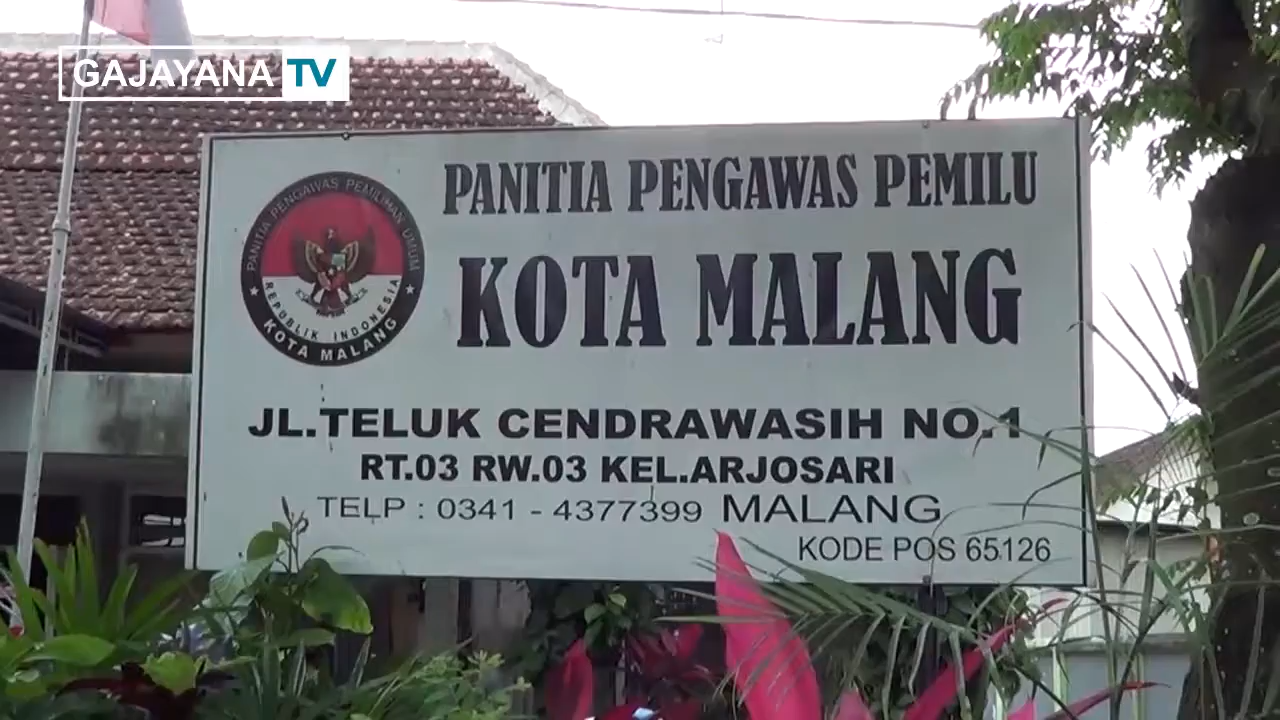 GAJAYANA TV
PANITIA PENGAWAS PEMILU
KOTA MALANG
PANITIA PENGAWAS PEMILIHAN UMUM
REPUBLIK INDONESIA
KOTA MALANG
JL.TELUK CENDRAWASIH NO.1
RT.03 RW.03 KEL.ARJOSARI
TELP : 0341 - 4377399 MALANG
KODE POS 65126